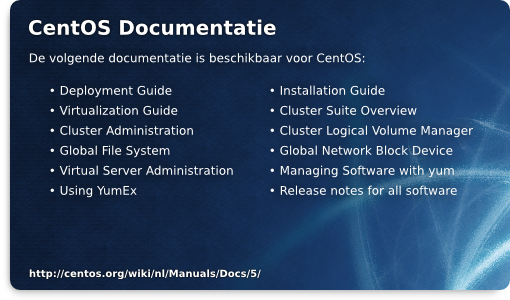 CentOS Documentatie
De volgende documentatie is beschikbaar voor CentOS:
• Deployment Guide
• Virtualization Guide
• Cluster Administration
• Global File System
• Virtual Server Administration
• Using YumEx
• Installation Guide
• Cluster Suite Overview
• Cluster Logical Volume Manager
• Global Network Block Device
• Managing Software with yum
• Release notes for all software
http://centos.org/wiki/nl/Manuals/Docs/5/